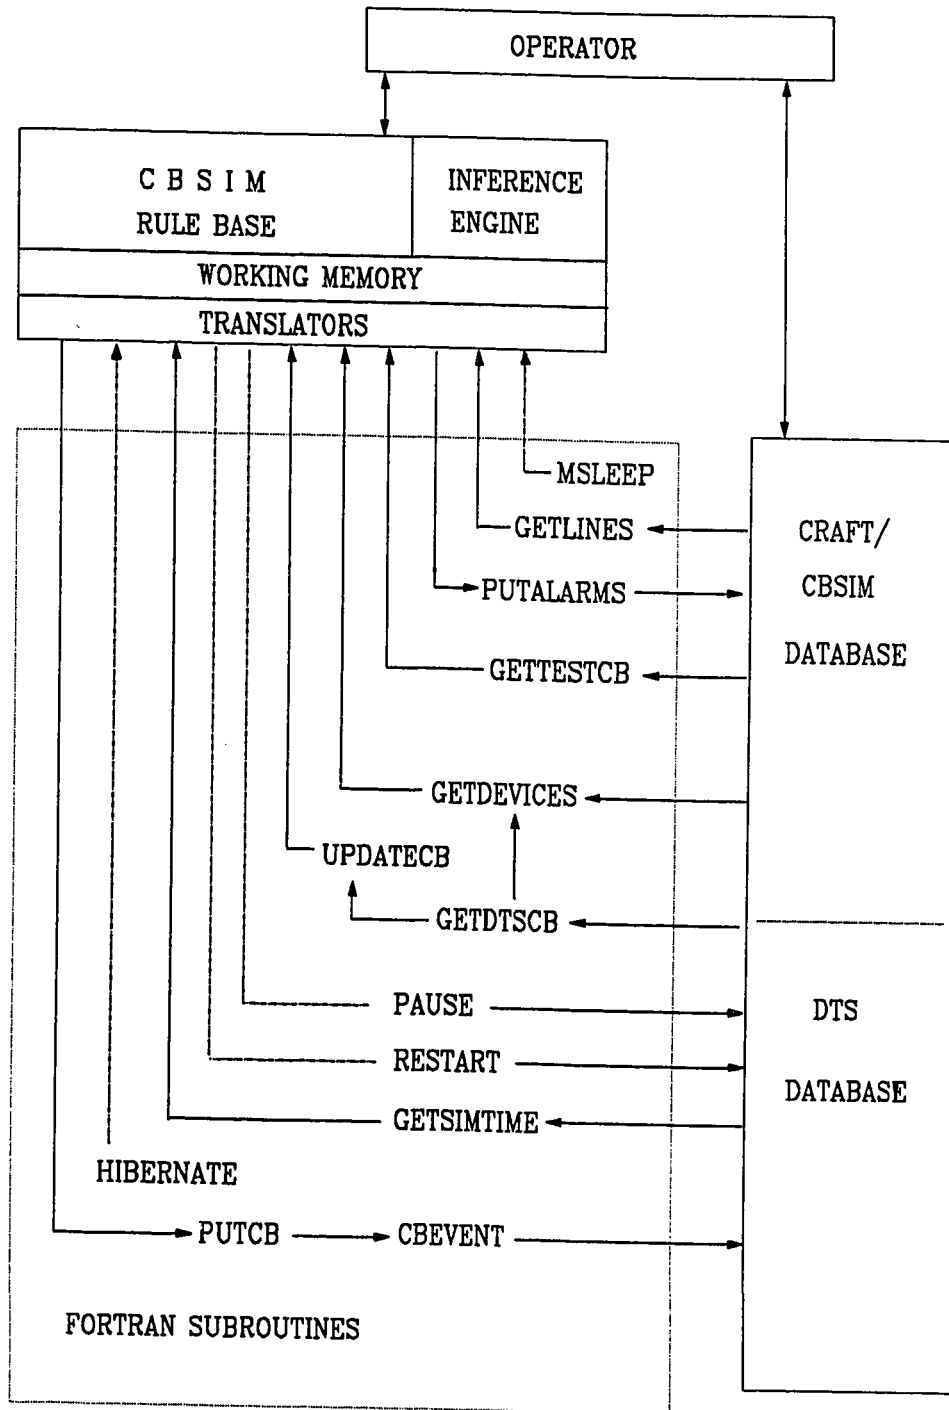 OPERATOR
C B S I M
RULE BASE
INFERENCE
ENGINE
WORKING MEMORY
TRANSLATORS
MSLEEP
GETLINES
PUTALARMS
GETTESTCB
GETDEVICES
UPDATECB
GETDTSCB
PAUSE
RESTART
GETSIMTIME
HIBERNATE
PUTCB
CBEVENT
FORTRAN SUBROUTINES
CRAFT/
CBSIM
DATABASE
DTS
DATABASE